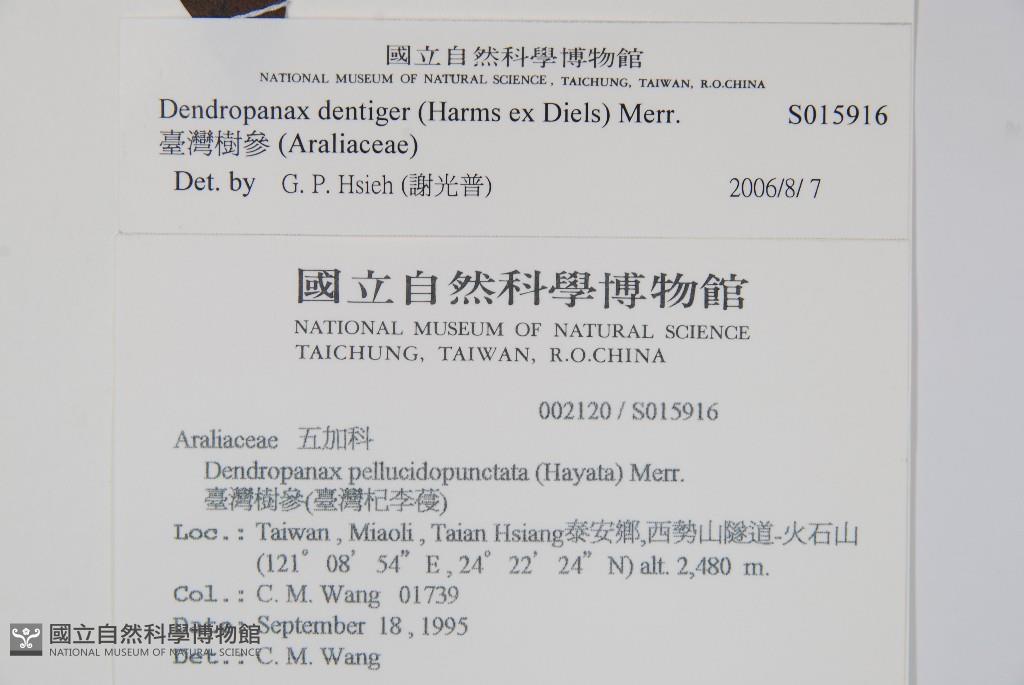 國立自然科學博物館
NATIONAL MUSEUM OF NATURAL SCIENCE , TAICHUNG, TAIWAN, R.O.CHINA
Dendropanax dentiger (Harms ex Diels) Merr. S015916
臺灣樹參 (Araliaceae)
Det. by G. P. Hsieh (謝光普) 2006/8/ 7
國立自然科學博物館
NATIONAL MUSEUM OF NATURAL SCIENCE
TAICHUNG, TAIWAN, R.O.CHINA
002120 / S015916
Araliaceae 五加科
Dendropanax pellucidopunctata (Hayata) Merr.
臺灣樹參(臺灣杞李葠)
Loc.: Taiwan , Miaoli , Taian Hsiang泰安鄉,西勢山隧道-火石山
(121° 08’ 54” E , 24° 22’ 24” N) alt. 2,480 m.
Col.: C. M. Wang 01739
Date: September 18 , 1995
Det.: C. M. Wang
國立自然科學博物館
NATIONAL MUSEUM OF NATURAL SCIENCE